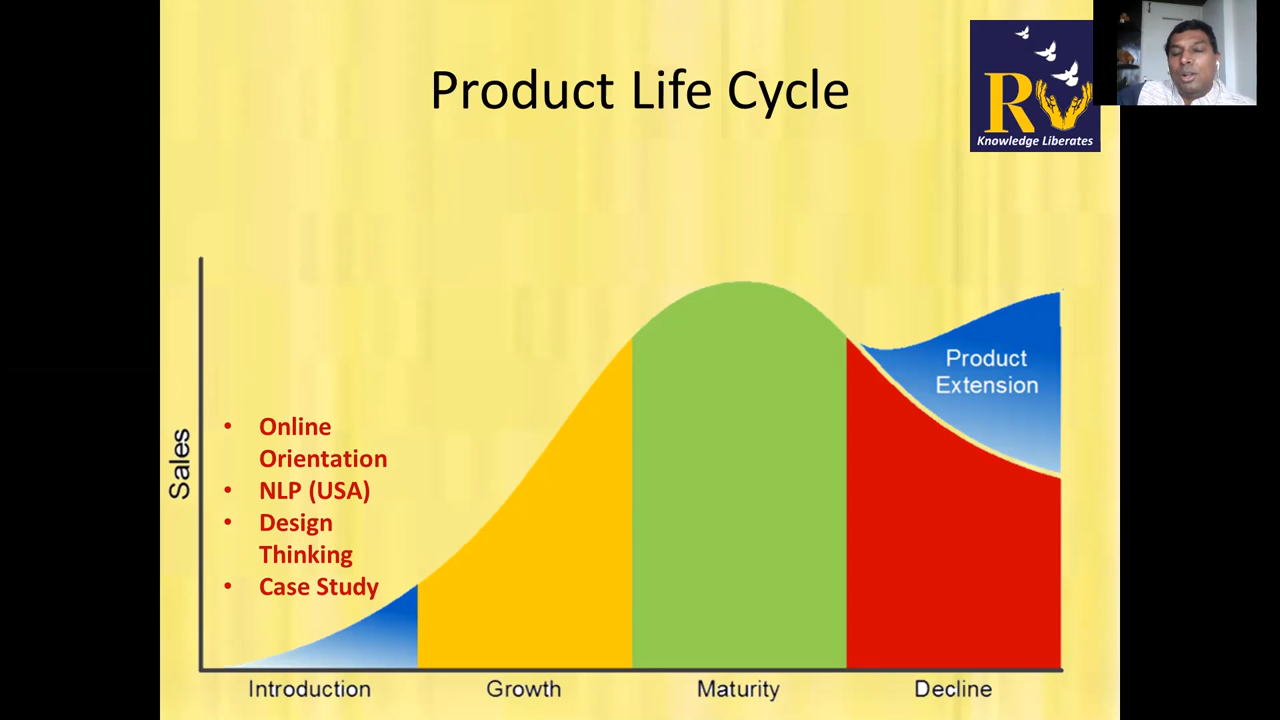 Product Life Cycle
R
Knowledge Liberates
Product
Extension
Sales
• Online
Orientation
• NLP (USA)
• Design
Thinking
• Case Study
Introduction
Growth
Maturity
Decline